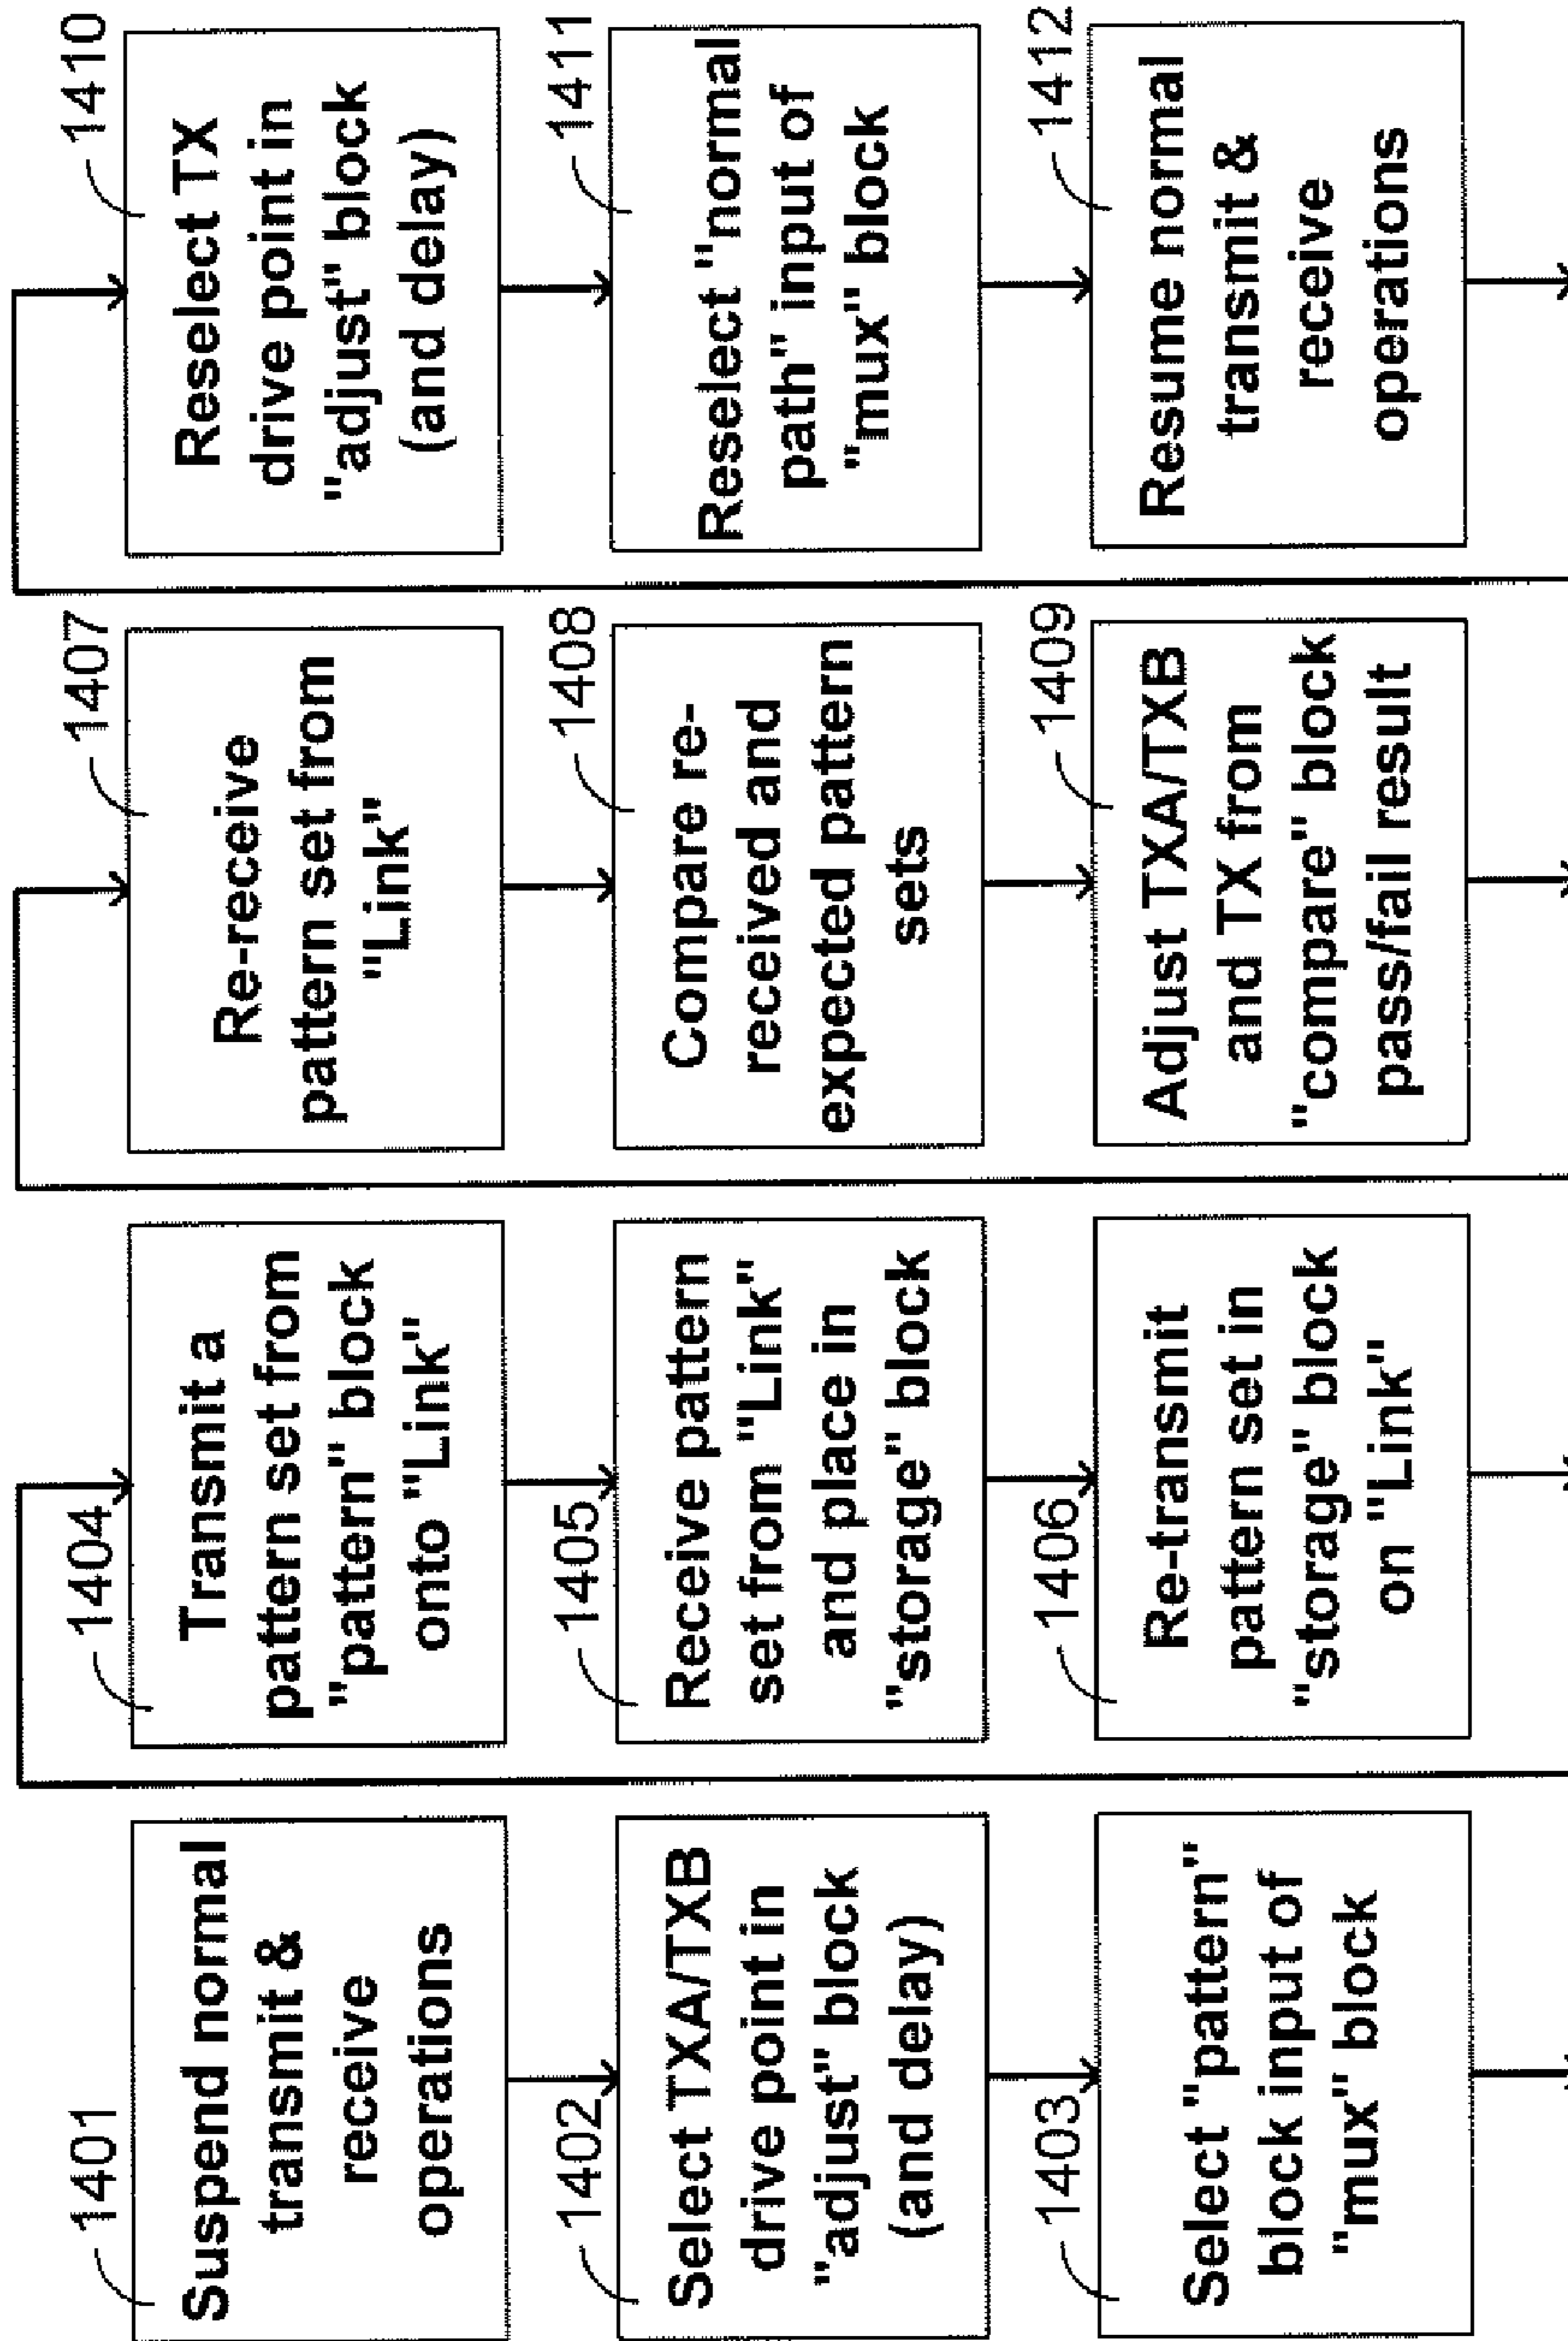 1401
Suspend normal
transmit &
receive
operations
1402
Select TXA/TXB
drive point in
"adjust" block
(and delay)
1403
Select "pattern"
block input of
"mux" block
1404
Transmit a
pattern set from
"pattern" block
onto "Link"
1405
Receive pattern
set from "Link"
and place in
"storage" block
1406
Re-transmit
pattern set in
"storage" block
on "Link"
1407
Re-receive
pattern set from
"Link"
1408
Compare re-
received and
expected pattern
sets
1409
Adjust TXA/TXB
and TX from
"compare" block
pass/fail result
1410
Reselect TX
drive point in
"adjust" block
(and delay)
1411
Reselect "normal
path" input of
"mux" block
1412
Resume normal
transmit &
receive
operations